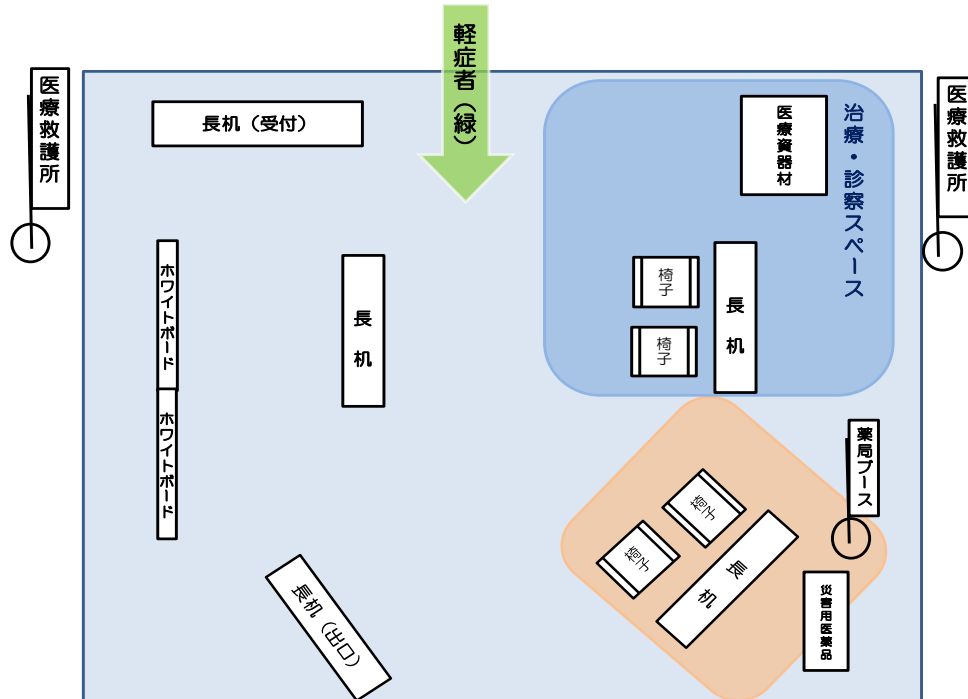 軽症者（緑）
医療救護所
長机（受付）
医療資器材
治療・診察スペース
医療救護所
ホワイトボード
長机
椅子
椅子
長机
ホワイトボード
薬局ブース
椅子
椅子
長机
長机（出口）
災害用医薬品